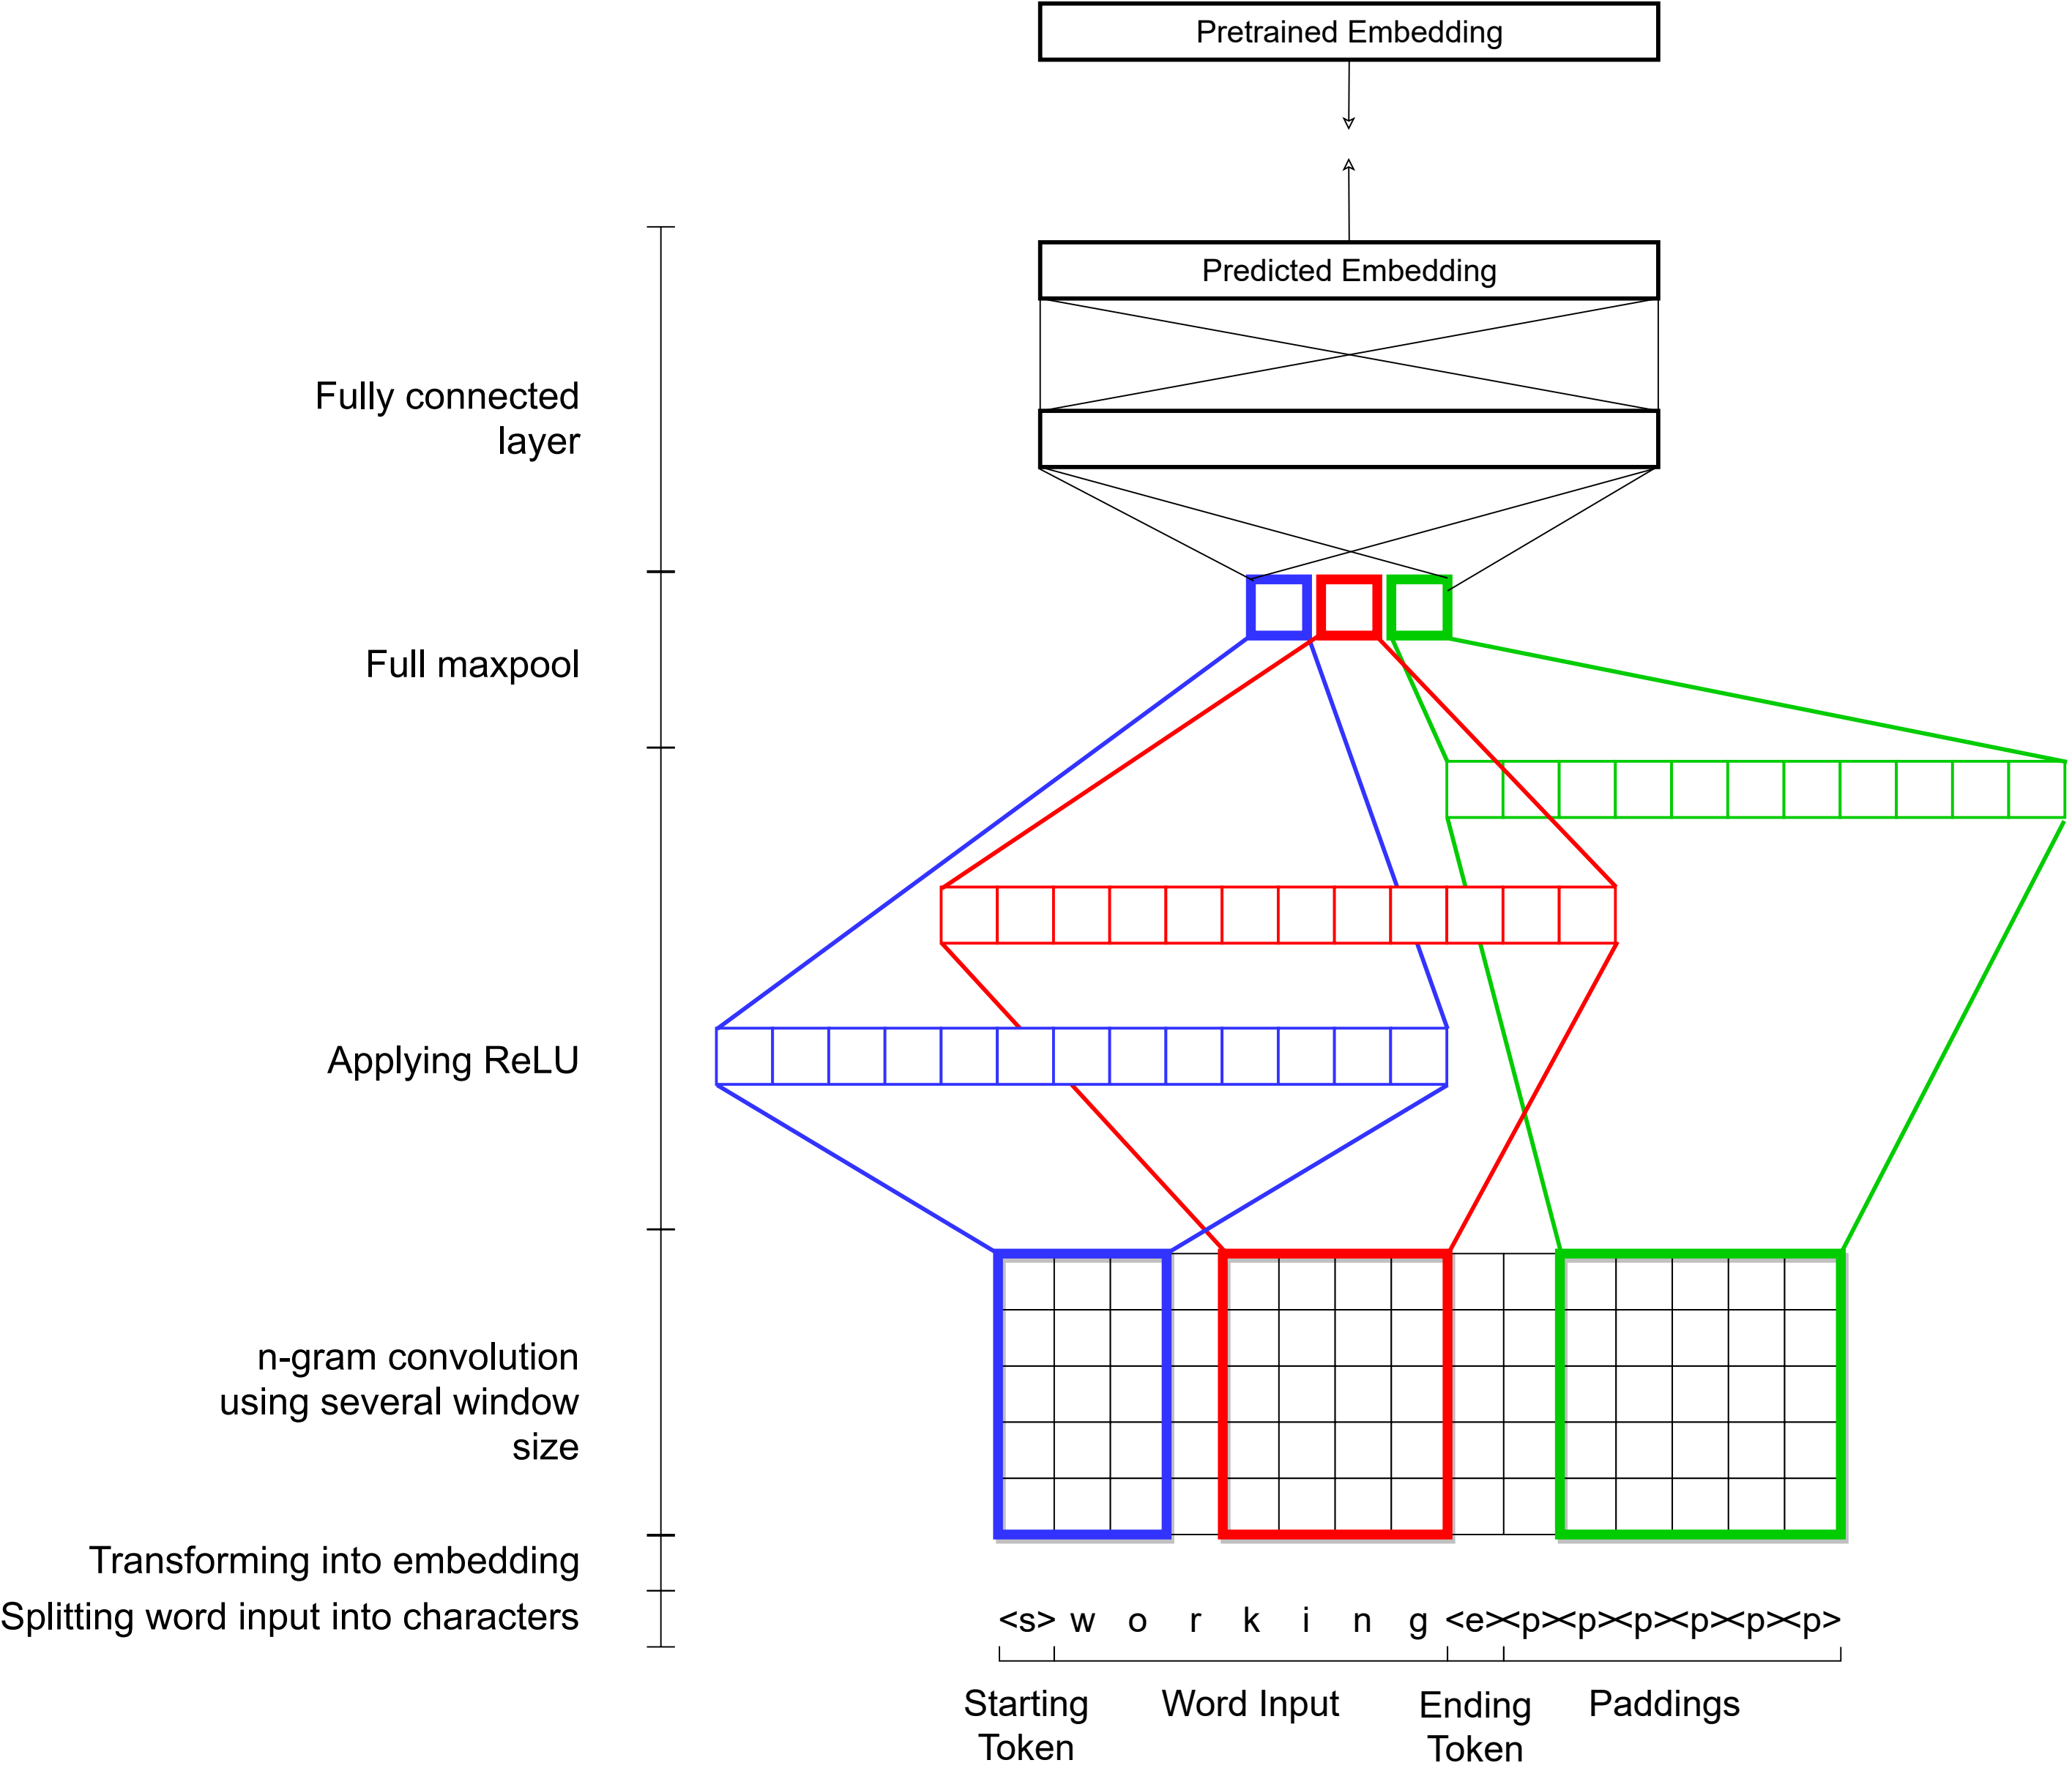 Pretrained Embedding
Predicted Embedding
Fully connected
layer
Full maxpool
Applying ReLU
n-gram convolution
using several window
size
Transforming into embedding
Splitting word input into characters
<s> w o r k i n g <e><p><p><p><p><p><p>
Starting
Token
Word Input
Ending
Token
Paddings